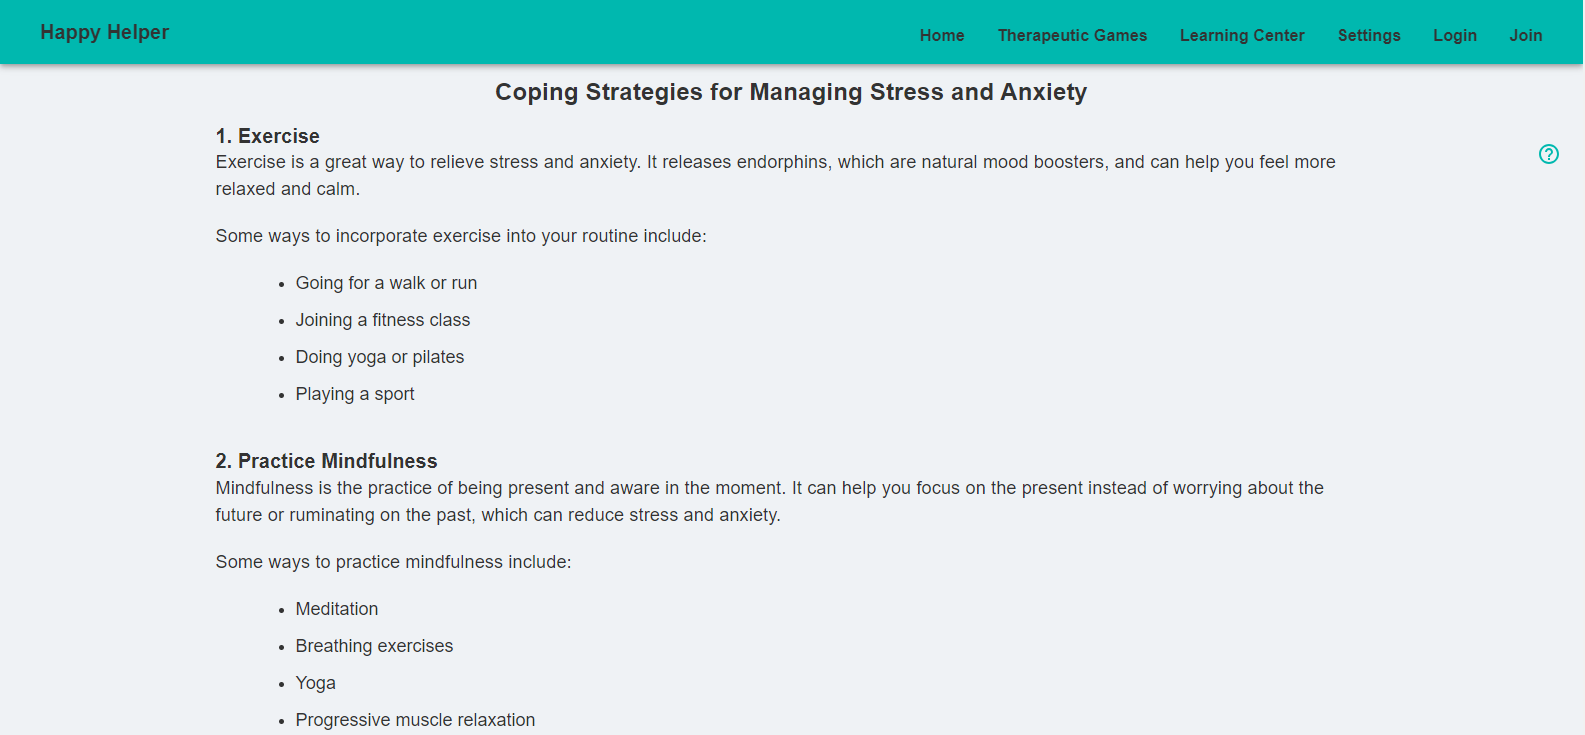 Happy Helper
Home Therapeutic Games Learning Center Settings Login Join
Coping Strategies for Managing Stress and Anxiety
1. Exercise
Exercise is a great way to relieve stress and anxiety. It releases endorphins, which are natural mood boosters, and can help you feel more
relaxed and calm.
Some ways to incorporate exercise into your routine include:
• Going for a walk or run
• Joining a fitness class
• Doing yoga or pilates
• Playing a sport
2. Practice Mindfulness
Mindfulness is the practice of being present and aware in the moment. It can help you focus on the present instead of worrying about the
future or ruminating on the past, which can reduce stress and anxiety.
Some ways to practice mindfulness include:
• Meditation
• Breathing exercises
• Yoga
• Progressive muscle relaxation